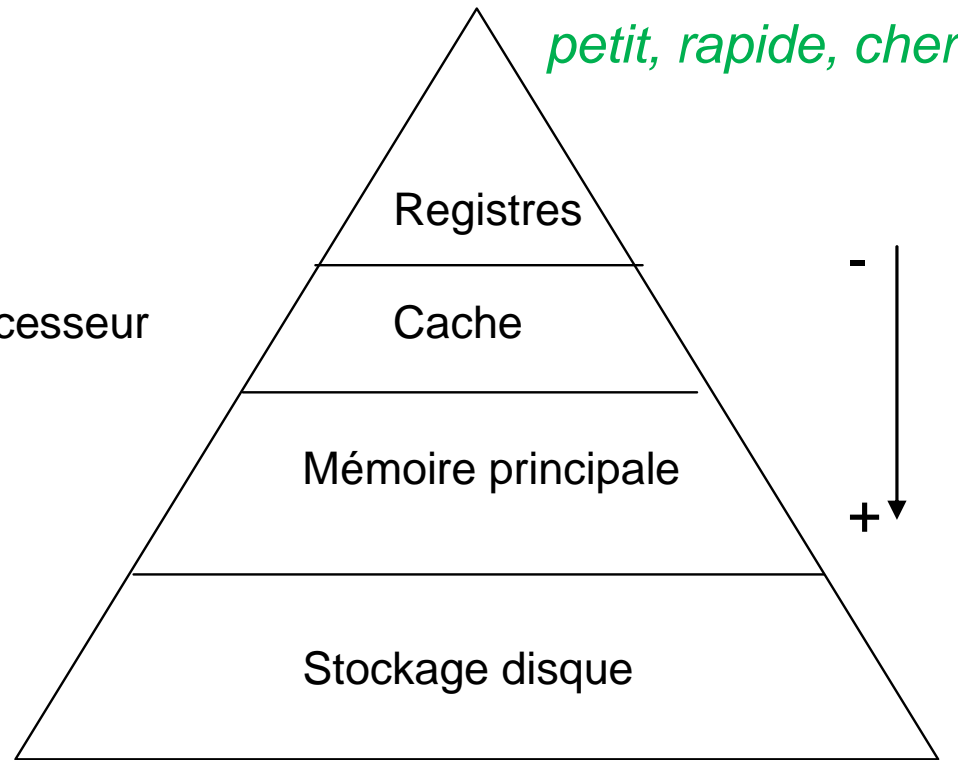 petit, rapide, cher
Registres
-
cesseur
Cache
Mémoire principale
+
Stockage disque